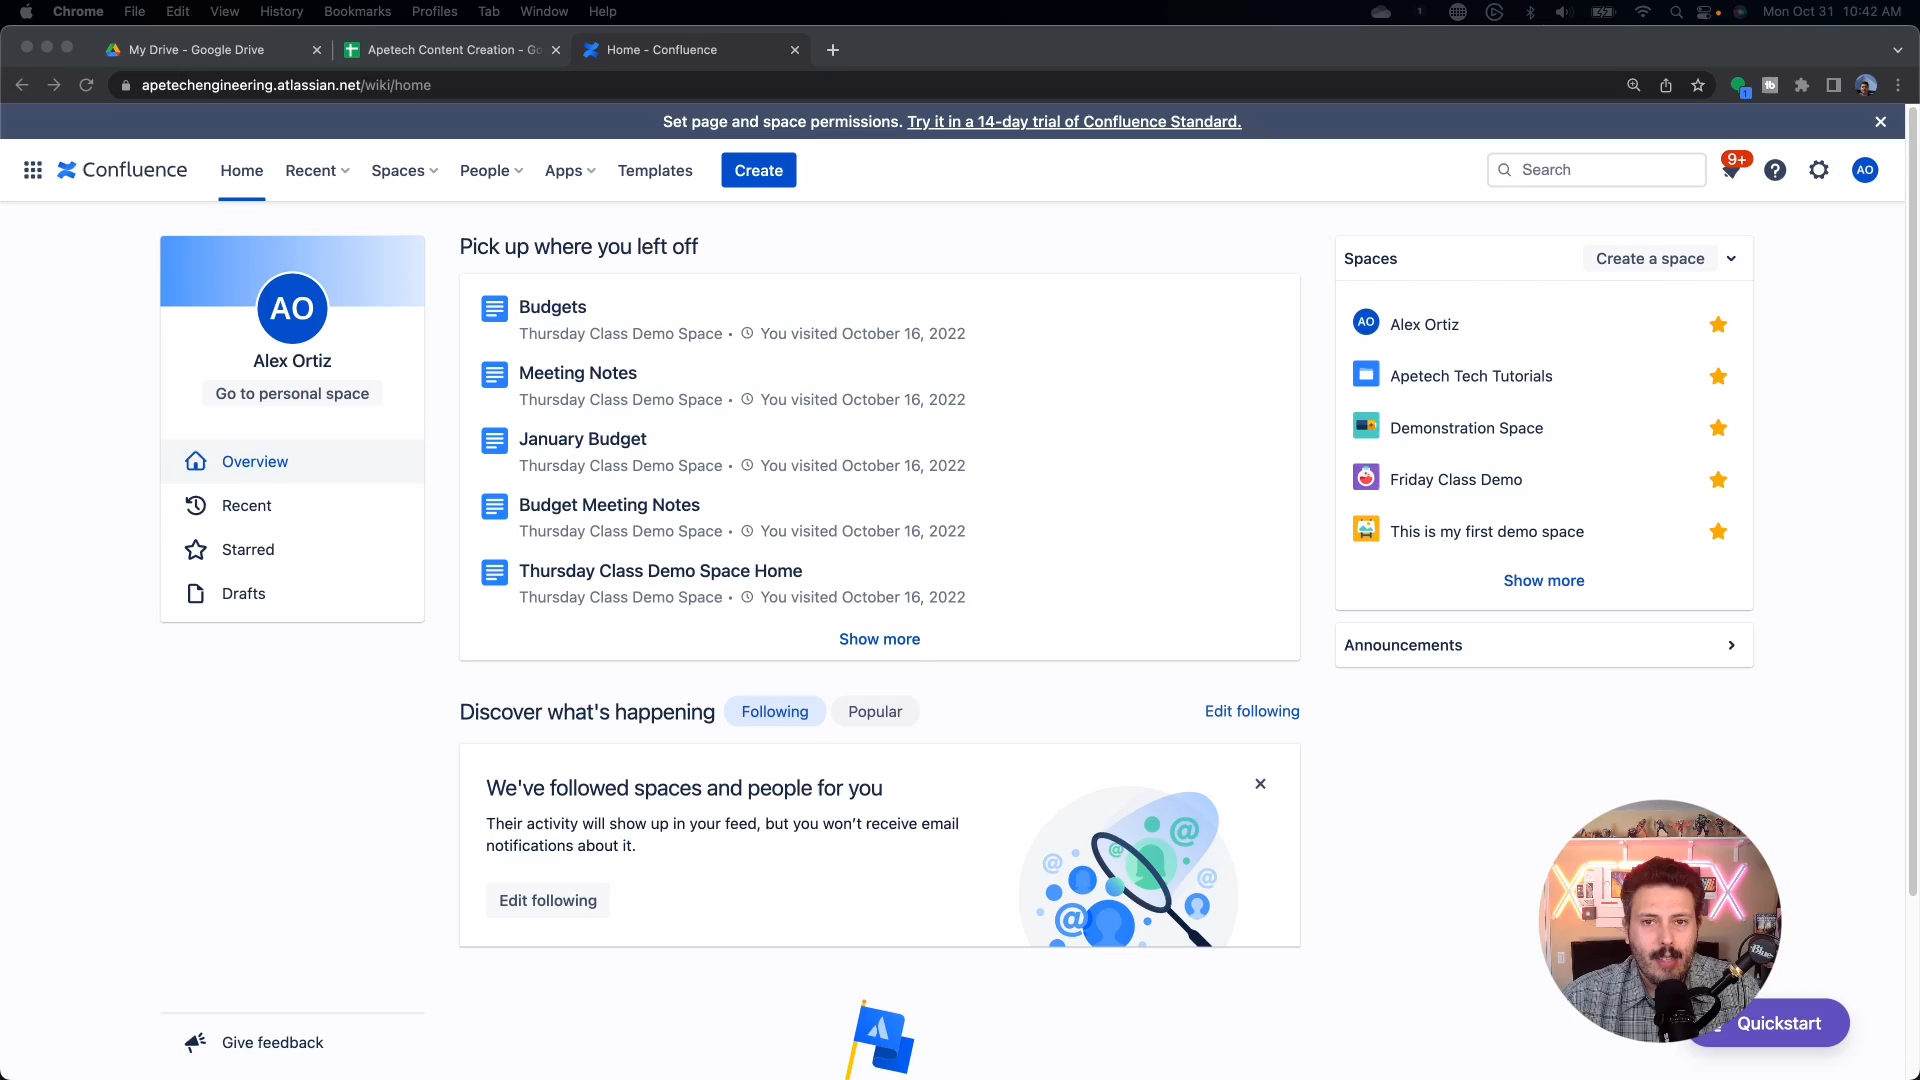 Chrome File Edit View History Bookmarks Profiles Tab Window Help
1 Mon Oct 31 10:42 AM
My Drive - Google Drive
Apetech Content Creation - Go
Home - Confluence
apetechengineering.atlassian.net/wiki/home
tb
1
Set page and space permissions. Try it in a 14-day trial of Confluence Standard.
Confluence Home Recent Spaces People Apps Templates Create Search 9+ AO
AO
Alex Ortiz
Go to personal space
Overview
Recent
Starred
Drafts
Give feedback
Pick up where you left off
Budgets
Thursday Class Demo Space • You visited October 16, 2022
Meeting Notes
Thursday Class Demo Space • You visited October 16, 2022
January Budget
Thursday Class Demo Space • You visited October 16, 2022
Budget Meeting Notes
Thursday Class Demo Space • You visited October 16, 2022
Thursday Class Demo Space Home
Thursday Class Demo Space • You visited October 16, 2022
Show more
Discover what's happening Following Popular Edit following
We've followed spaces and people for you
Their activity will show up in your feed, but you won't receive email
notifications about it.
Edit following
Spaces Create a space
AO Alex Ortiz
Apetech Tech Tutorials
Demonstration Space
Friday Class Demo
This is my first demo space
Show more
Announcements
Blue
Quickstart